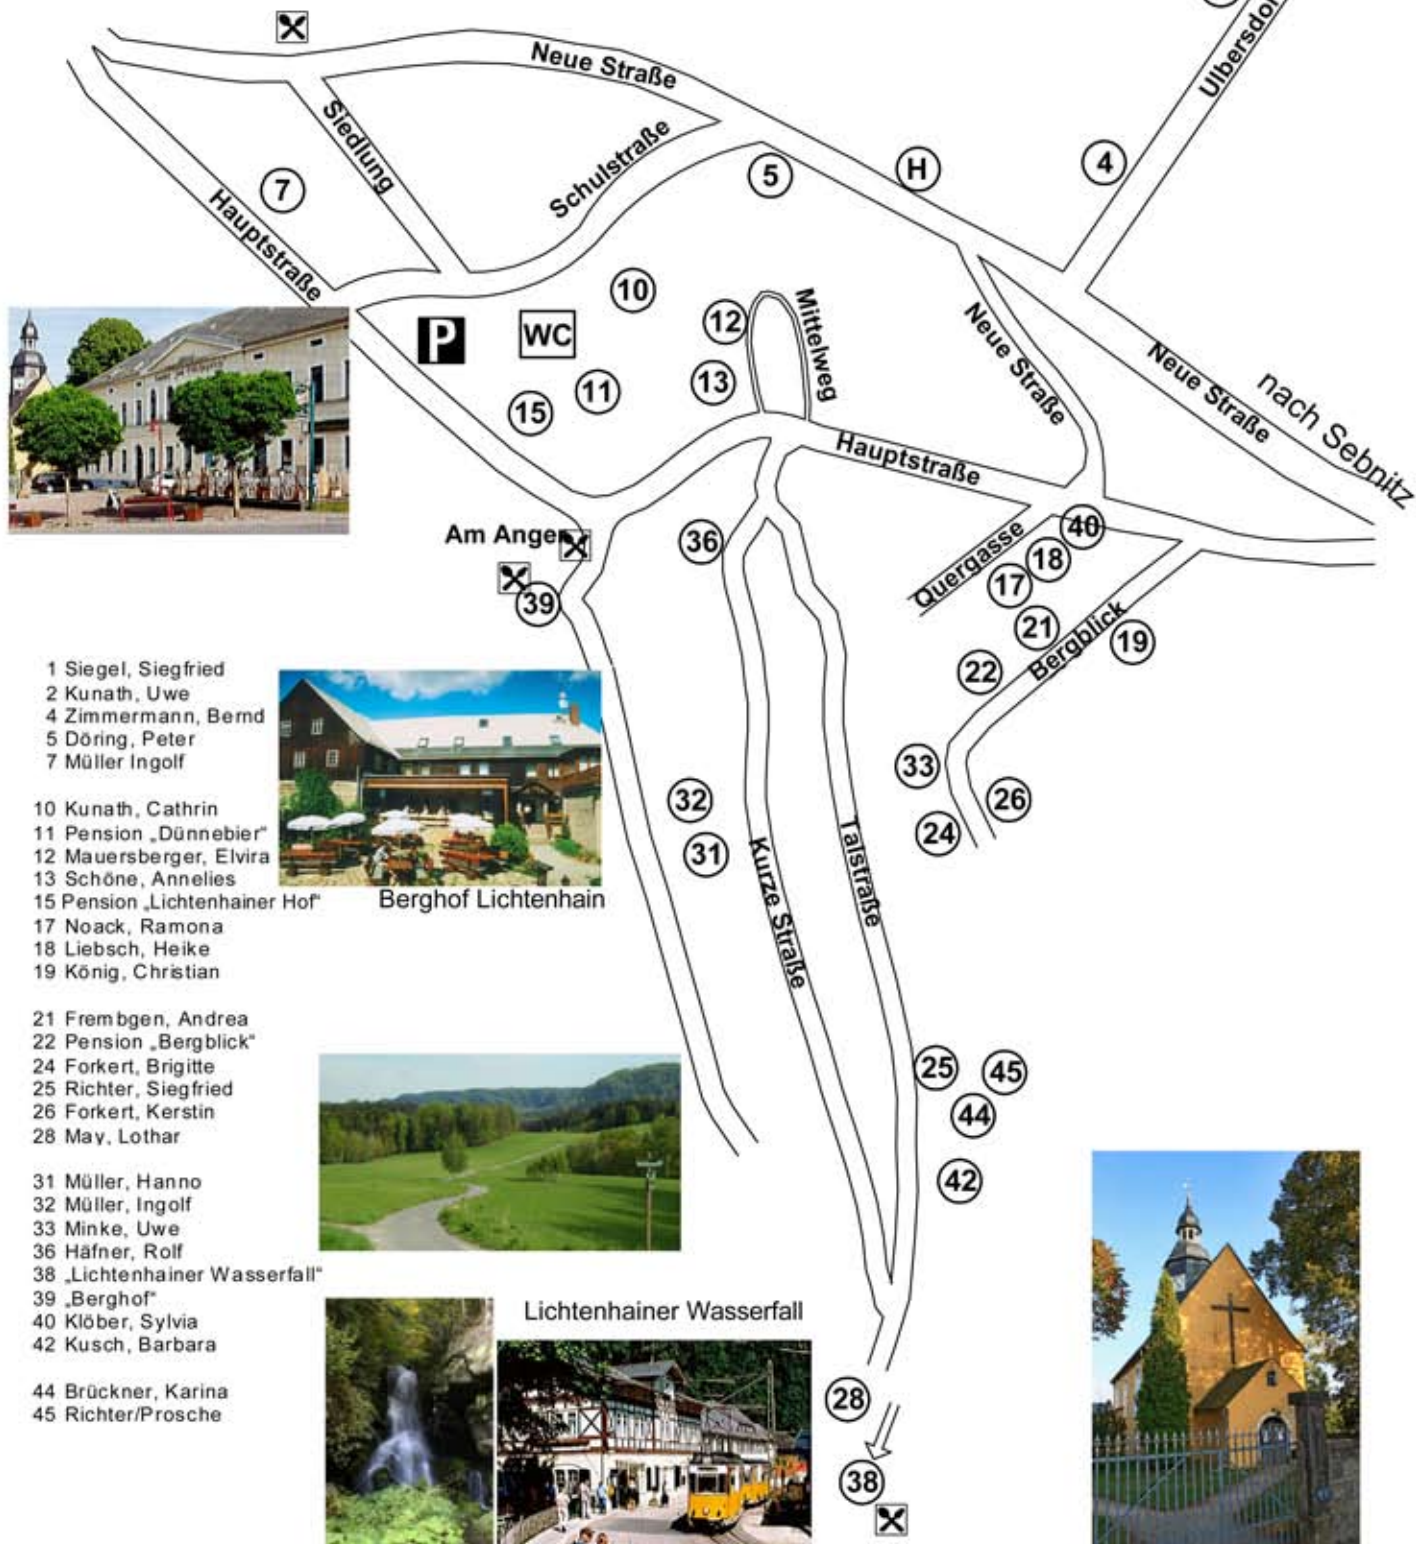 Neue Straße
Ulbersdor
Siedlung
Schulstraße
H
4
5
7
Hauptstraße
10
12
Mittelweg
P
WC
Neue Straße
Neue Straße
nach Sebnitz
11
13
15
Hauptstraße
Am Anger
36
40
Quergasse
18
17
39
21
Bergblick
19
22
33
26
24
32
31
Kurze Straße
Talstraße
25
45
44
42
28
38
1 Siegel, Siegfried
2 Kunath, Uwe
4 Zimmermann, Bernd
5 Döring, Peter
7 Müller Ingolf
10 Kunath, Cathrin
11 Pension „Dünnebier"
12 Mauersberger, Elvira
13 Schöne, Annelies
15 Pension „Lichtenhainer Hof"
17 Noack, Ramona
18 Liebsch, Heike
19 König, Christian
21 Frembgen, Andrea
22 Pension „Bergblick"
24 Forkert, Brigitte
25 Richter, Siegfried
26 Forkert, Kerstin
28 May, Lothar
31 Müller, Hanno
32 Müller, Ingolf
33 Minke, Uwe
36 Häfner, Rolf
38 „Lichtenhainer Wasserfall"
39 „Berghof"
40 Klöber, Sylvia
42 Kusch, Barbara
44 Brückner, Karina
45 Richter/Prosche
Berghof Lichtenhain
Lichtenhainer Wasserfall